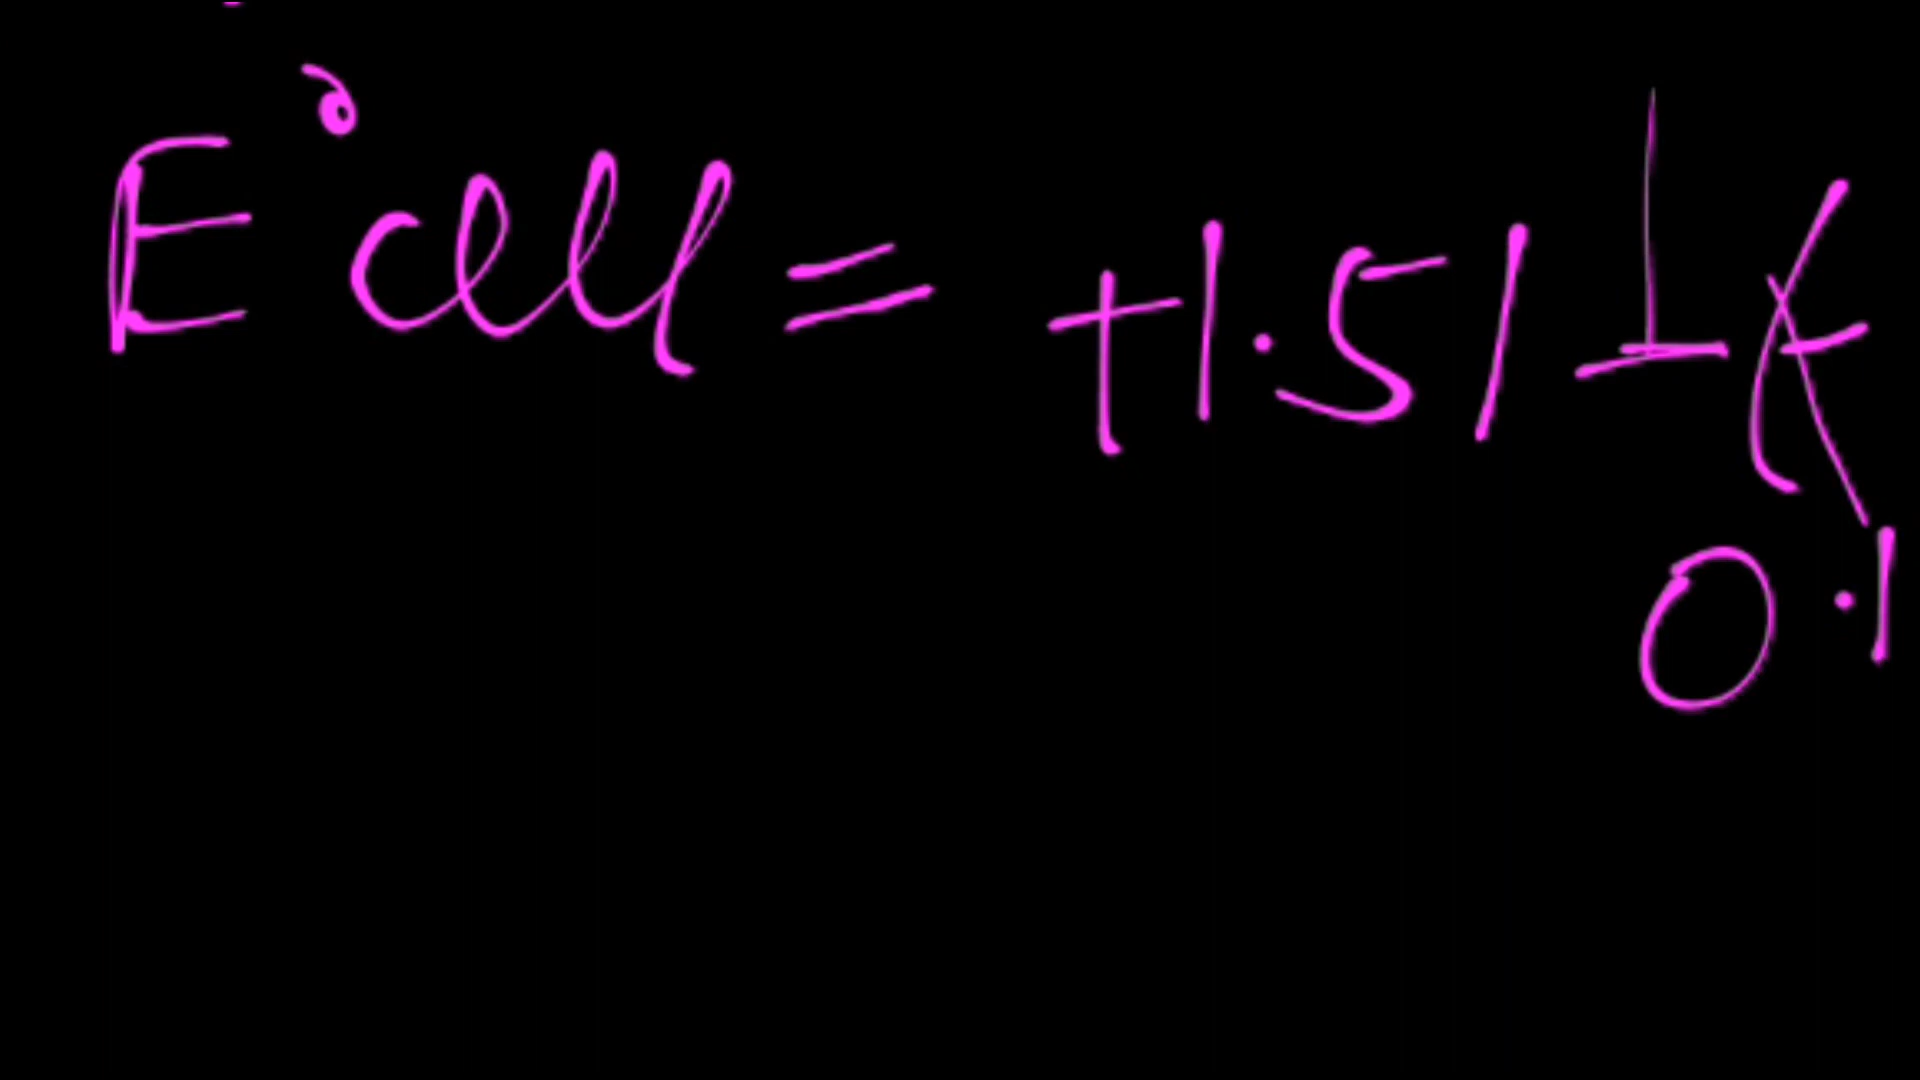 E° cell = +1.51 - (+
0.1